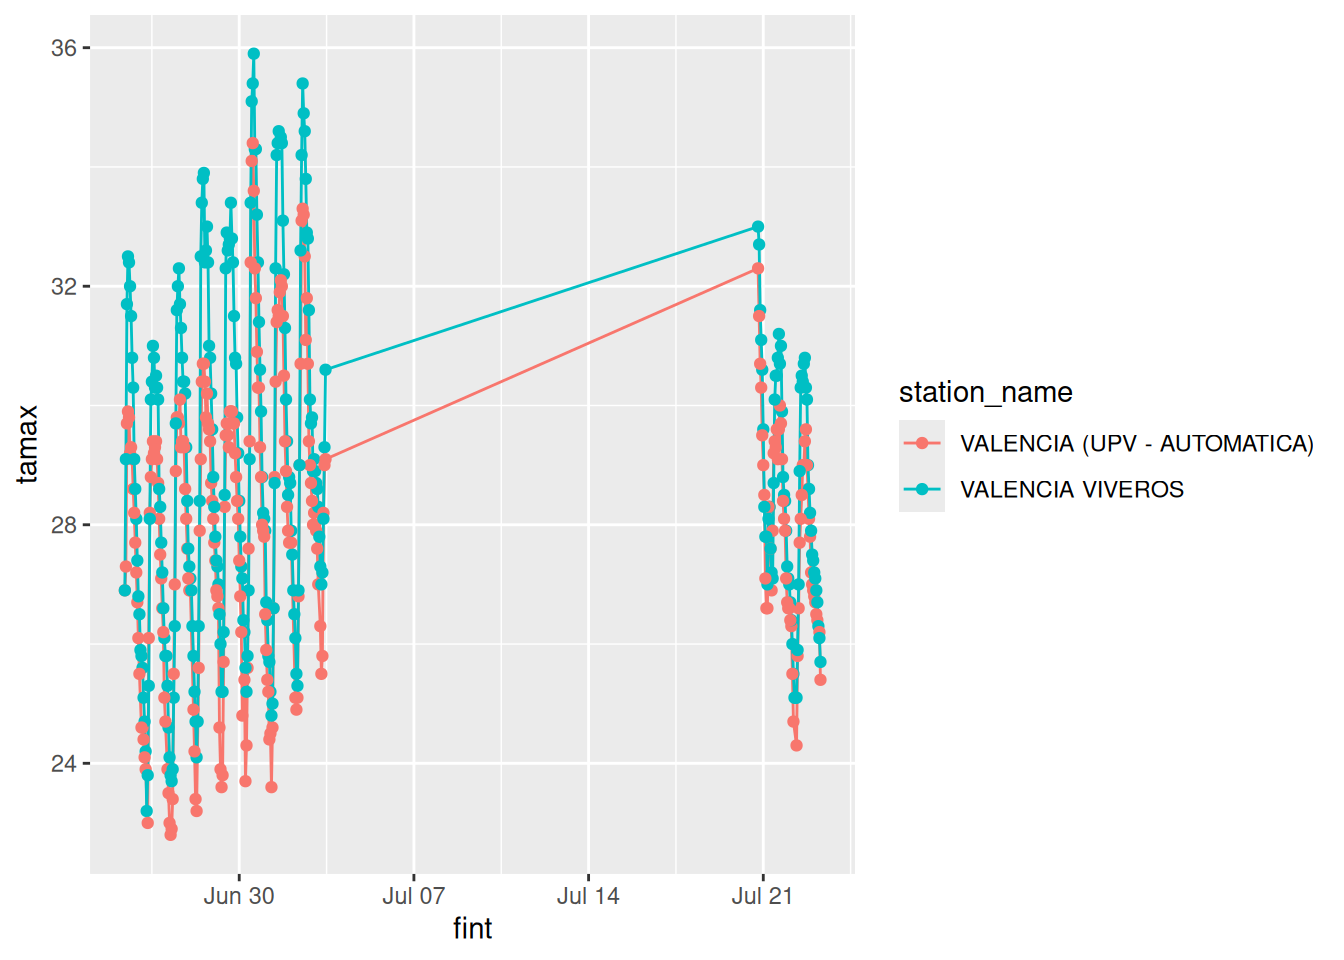 36
32
28
24
tamax
Jun 30
Jul 07
Jul 14
Jul 21
fint
station_name
VALENCIA (UPV - AUTOMATICA)
VALENCIA VIVEROS